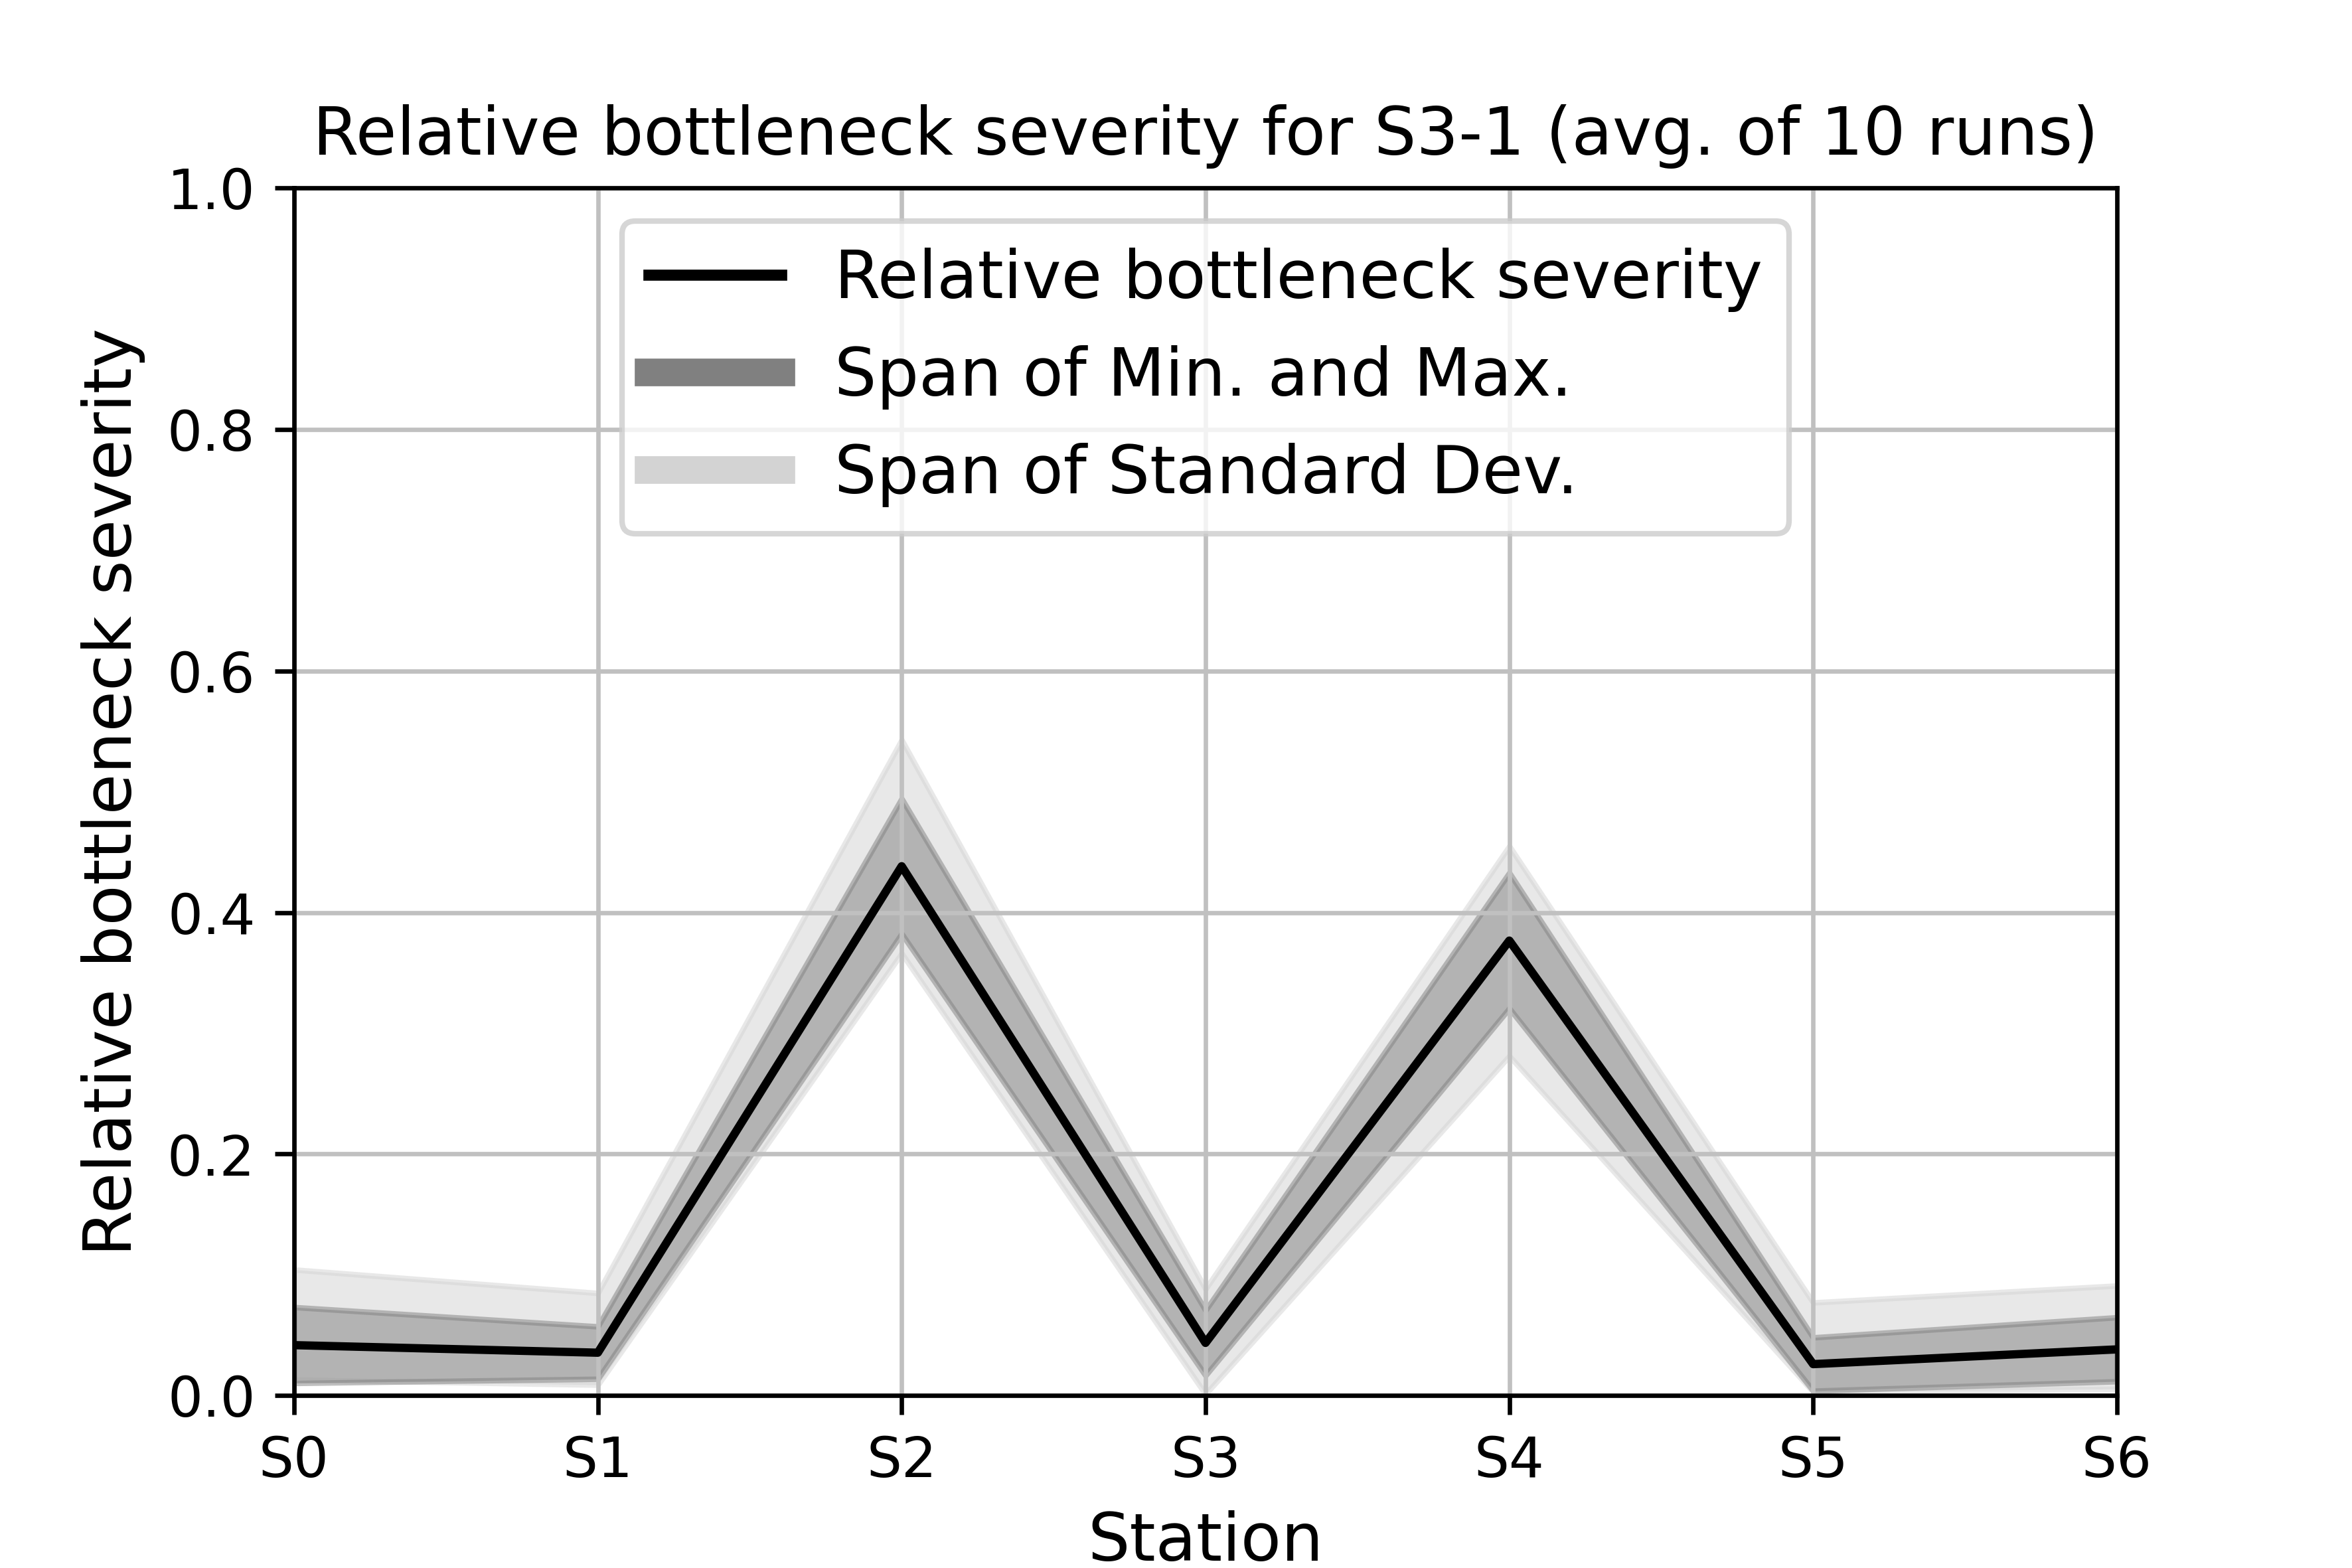 Relative bottleneck severity for S3-1 (avg. of 10 runs)
Relative bottleneck severity
Span of Min. and Max.
Span of Standard Dev.
Relative bottleneck severity
1.0
0.8
0.6
0.4
0.2
0.0
S0 S1 S2 S3 S4 S5 S6
Station